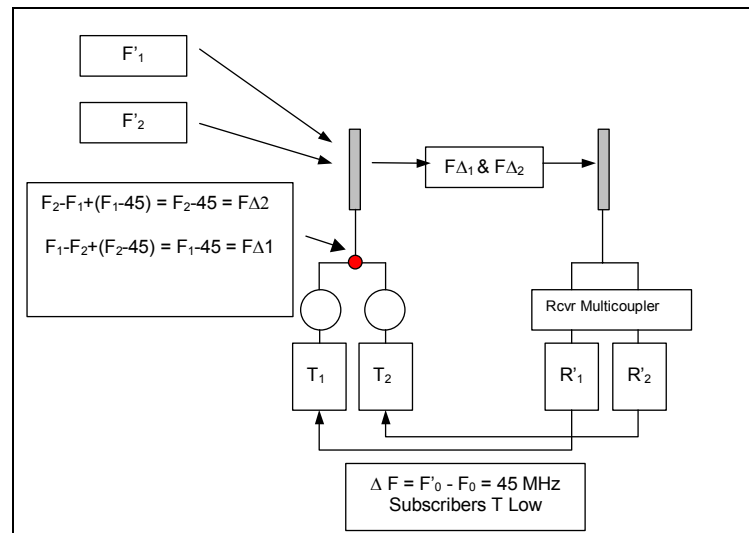 F'₁
F'₂
FΔ₁ & FΔ₂
F₂-F₁+(F₁-45) = F₂-45 = FΔ2
F₁-F₂+(F₂-45) = F₁-45 = FΔ1
Rcvr Multicoupler
T₁ T₂ R'₁ R'₂
Δ F = F'₀ - F₀ = 45 MHz
Subscribers T Low